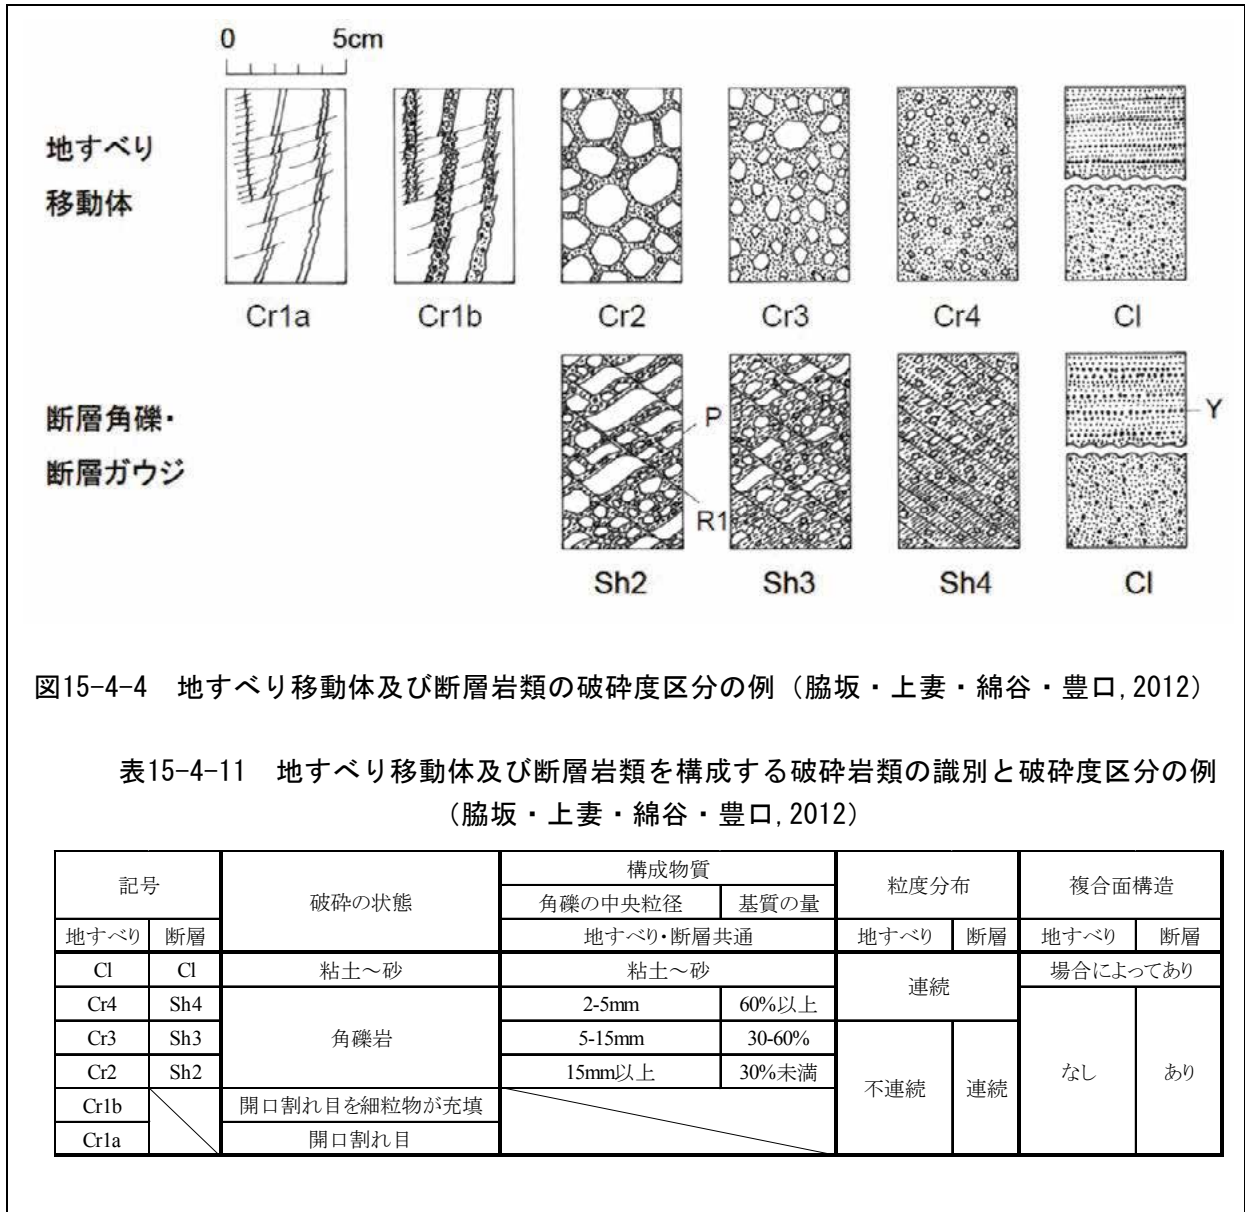 0 5cm
地すべり
移動体
Cr1a Cr1b Cr2 Cr3 Cr4 Cl
断層角礫・
断層ガウジ
P
R1
Y
Sh2 Sh3 Sh4 Cl
図15-4-4 地すべり移動体及び断層岩類の破砕度区分の例（脇坂・上妻・綿谷・豊口,2012）
表15-4-11 地すべり移動体及び断層岩類を構成する破砕岩類の識別と破砕度区分の例
（脇坂・上妻・綿谷・豊口,2012）
記号 破砕の状態 構成物質 粒度分布 複合面構造
角礫の中央粒径 基質の量
地すべり 断層 地すべり・断層共通 地すべり 断層 地すべり 断層
Cl Cl 粘土～砂 粘土～砂 連続 場合によってあり
Cr4 Sh4 角礫岩 2-5mm 60%以上 なし あり
Cr3 Sh3 5-15mm 30-60% 不連続 連続
Cr2 Sh2 15mm以上 30%未満
Cr1b 開口割れ目を細粒物が充填
Cr1a 開口割れ目